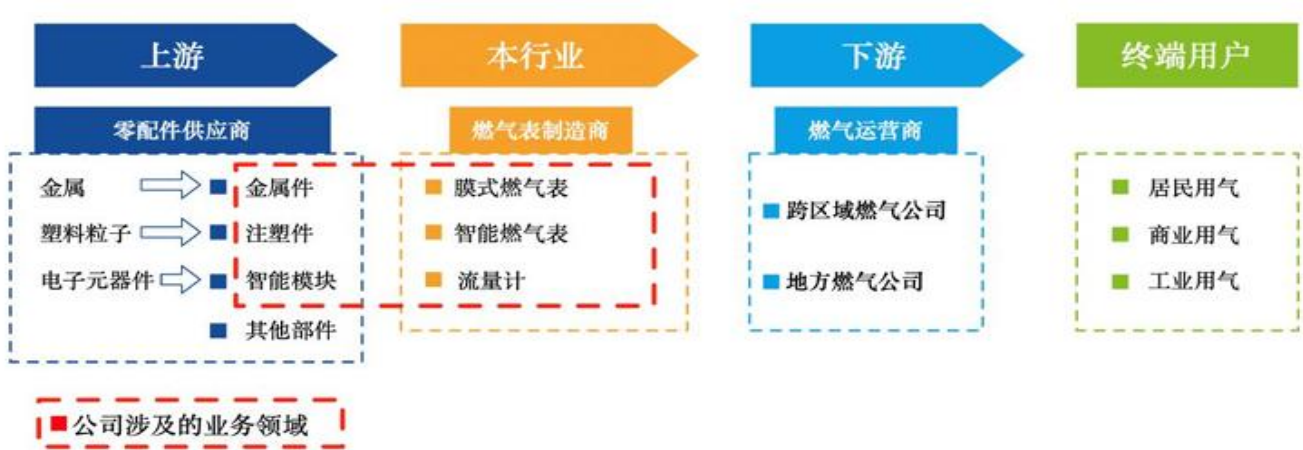 上游
本行业
下游
终端用户
零配件供应商
燃气表制造商
燃气运营商
金属
金属件
塑料粒子
注塑件
电子元器件
智能模块
其他部件
膜式燃气表
智能燃气表
流量计
跨区域燃气公司
地方燃气公司
居民用气
商业用气
工业用气
公司涉及的业务领域